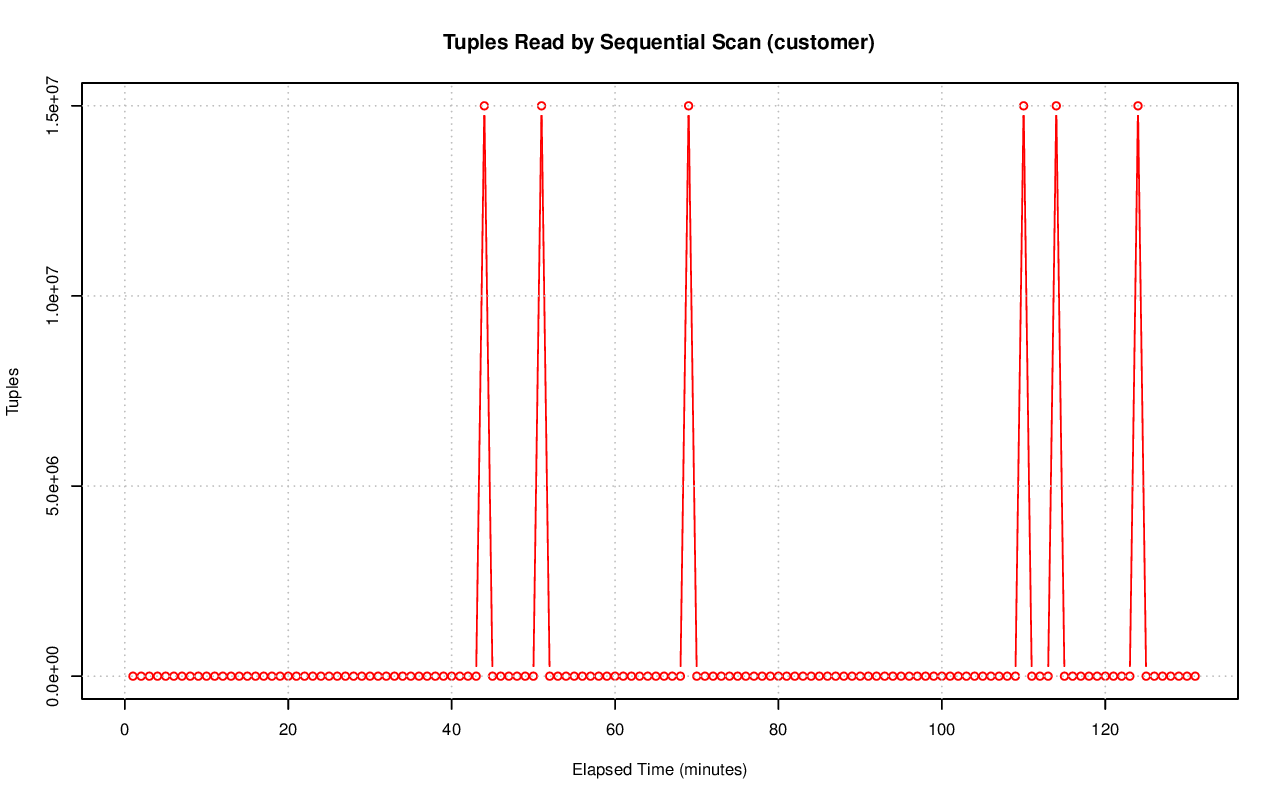 Tuples Read by Sequential Scan (customer)
1.5e+07
1.0e+07
5.0e+06
0.0e+00
Tuples
0 20 40 60 80 100 120
Elapsed Time (minutes)